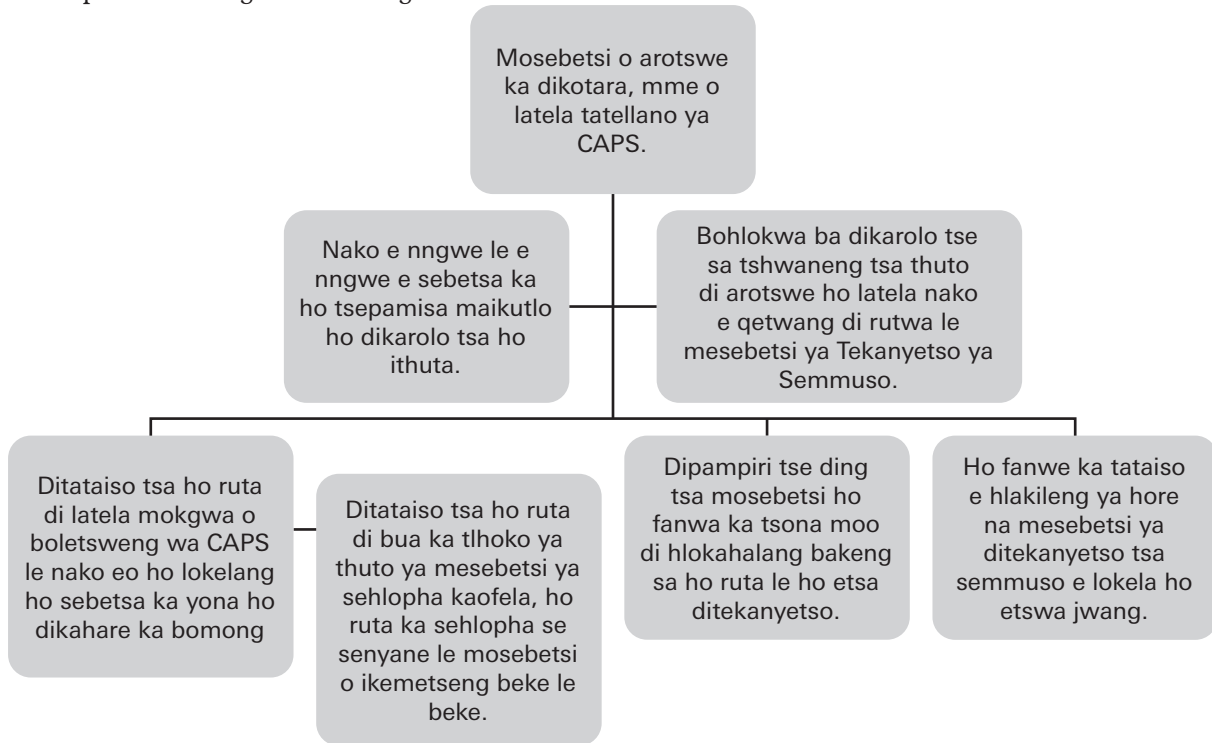 Mosebetsi o arotswe
ka dikotara, mme o
latela tatellano ya
CAPS.
Nako e nngwe le e
nngwe e sebetsa ka
ho tsepamisa maikutlo
ho dikarolo tsa ho
ithuta.
Bohlokwa ba dikarolo tse
sa tshwaneng tsa thuto
di arotswe ho latela nako
e qetwang di rutwa le
mesebetsi ya Tekanyetso ya
Semmuso.
Ditataiso tsa ho ruta
di latela mokgwa o
boletsweng wa CAPS
le nako eo ho lokelang
ho sebetsa ka yona ho
dikahare ka bomong
Ditataiso tsa ho ruta
di bua ka tlhoko ya
thuto ya mesebetsi ya
sehlopha kaofela, ho
ruta ka sehlopha se
senyane le mosebetsi
o ikemetseng beke le
beke.
Dipampiri tse ding
tsa mosebetsi ho
fanwa ka tsona moo
di hlokahalang bakeng
sa ho ruta le ho etsa
ditekanyetso.
Ho fanwe ka tataiso
e hlakileng ya hore
na mesebetsi ya
ditekanyetso tsa
semmuso e lokela ho
etswa jwang.